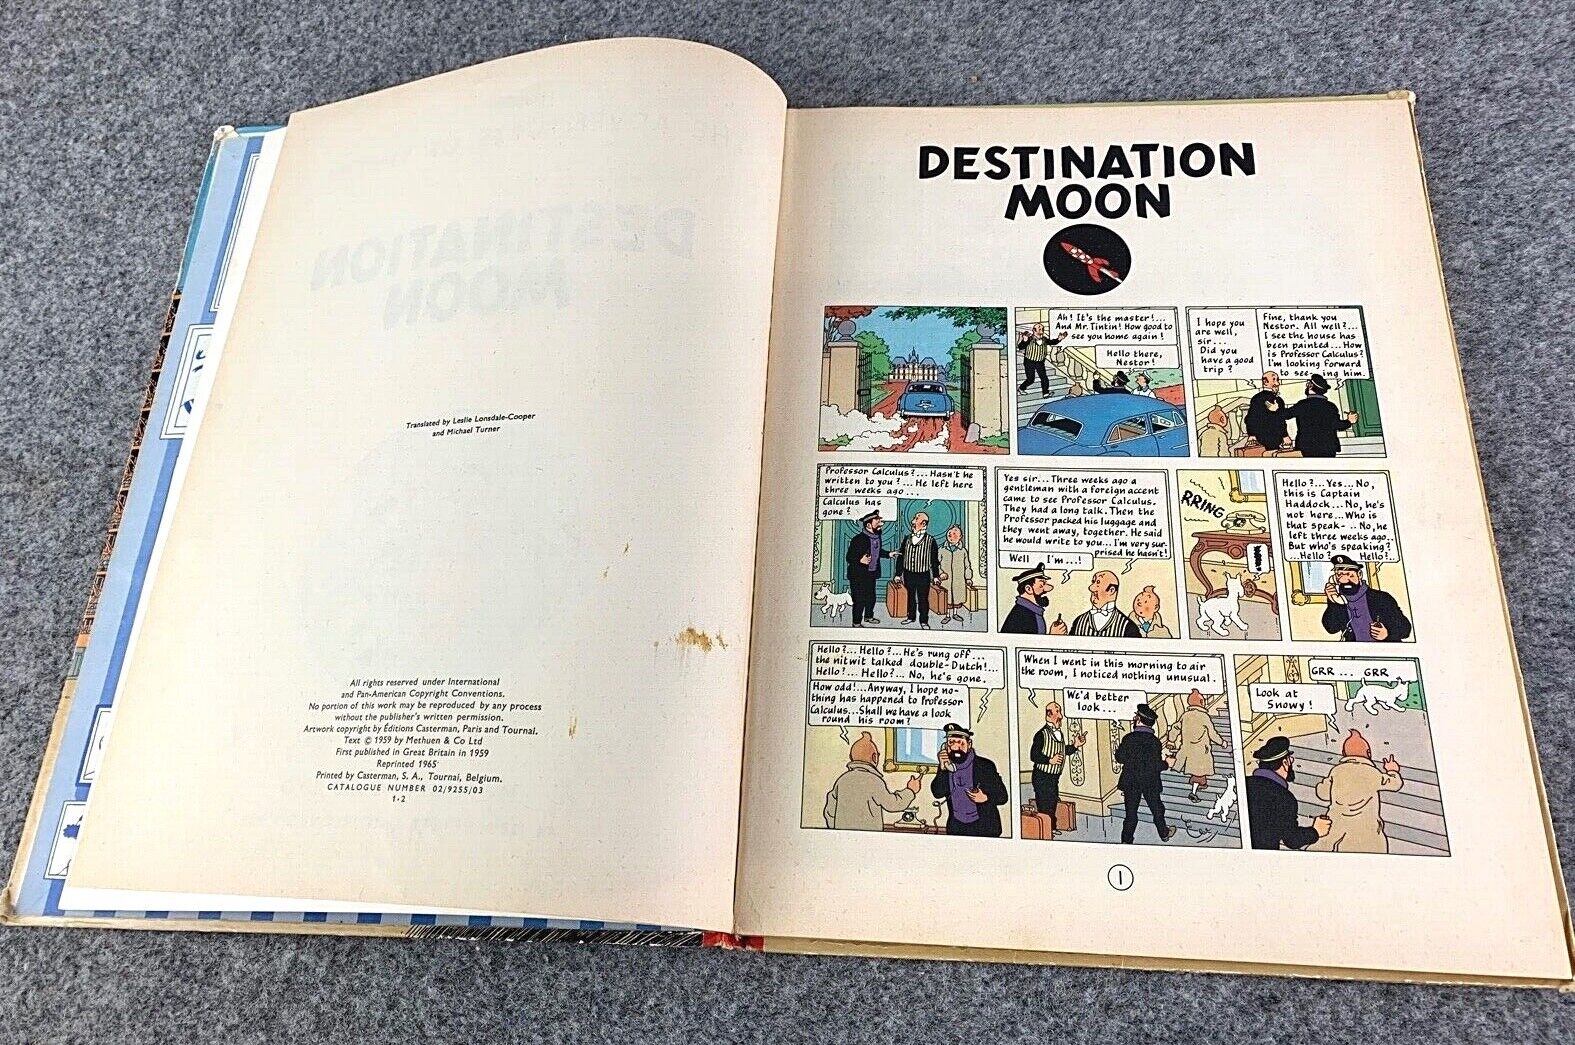 Translated by Leslie Lonsdale-Cooper
and Michael Turner
All rights reserved under International
and Pan-American Copyright Conventions.
No portion of this work may be reproduced by any process
without the publisher's written permission.
Artwork copyright by Éditions Casterman, Paris and Tournai.
Text © 1959 by Methuen & Co Ltd
First published in Great Britain in 1959
Reprinted 1965
Printed by Casterman, S. A., Tournai, Belgium.
CATALOGUE NUMBER 02/9255/03
1·2
DESTINATION
MOON
Ah! It's the master!...
And Mr. Tintin! How good to
see you home again!
Hello there,
Nestor!
I hope you
are well,
sir...
Did you
have a good
trip?
Fine, thank you
Nestor. All well?...
I see the house has
been painted... How
is Professor Calculus?
I'm looking forward
to see- ing him.
Professor Calculus?... Hasn't he
written to you?... He left here
three weeks ago...
Calculus has
gone?
Yes sir... Three weeks ago a
gentleman with a foreign accent
came to see Professor Calculus.
They had a long talk. Then the
Professor packed his luggage and
they went away, together. He said
he would write to you... I'm very sur-
prised he hasn't!
Well I'm...!
RRING
Hello?... Yes... No,
this is Captain
Haddock... No, he's
not here... Who is
that speak- ... No, he
left three weeks ago...
But who's speaking?
...Hello? Hello?..
Hello?... Hello?... He's rung off...
the nitwit talked double-Dutch!...
Hello?... Hello?... No, he's gone.
How odd!... Anyway, I hope no-
thing has happened to Professor
Calculus... Shall we have a look
round his room?
When I went in this morning to air
the room, I noticed nothing unusual.
We'd better
look...
GRR ... GRR
Look at
Snowy!
1